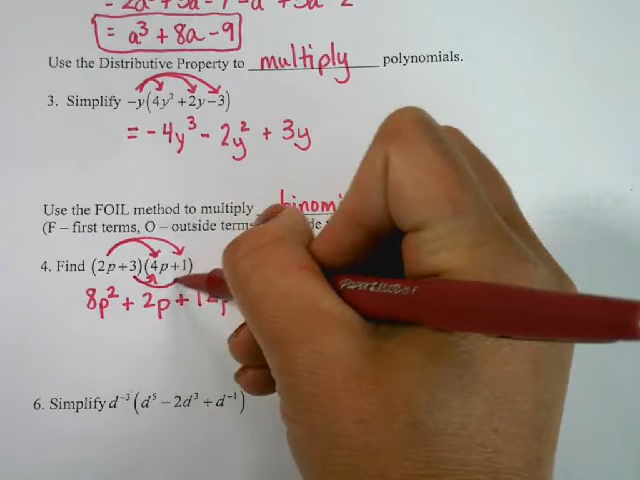 = a³ + 8a - 9
Use the Distributive Property to multiply polynomials.
3. Simplify -y(4y² + 2y - 3)
= -4y³ - 2y² + 3y
Use the FOIL method to multiply
(F – first terms, O – outside
4. Find (2p + 3)(4p + 1)
8p² + 2p +
6. Simplify d⁻³(d⁵ - 2d³ + d⁻¹)